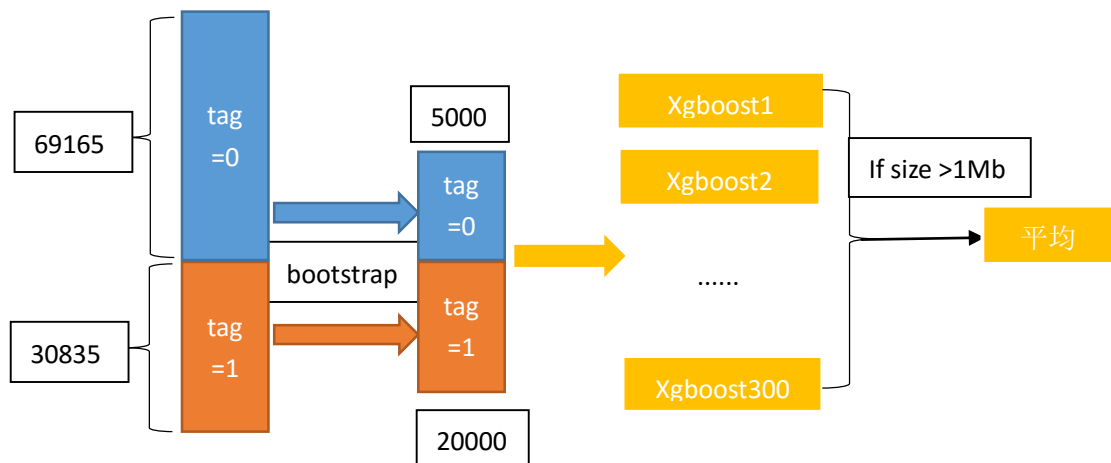 69165
30835
tag
=0
tag
=1
bootstrap
5000
tag
=0
tag
=1
20000
Xgboost1
Xgboost2
......
Xgboost300
If size >1Mb
平均